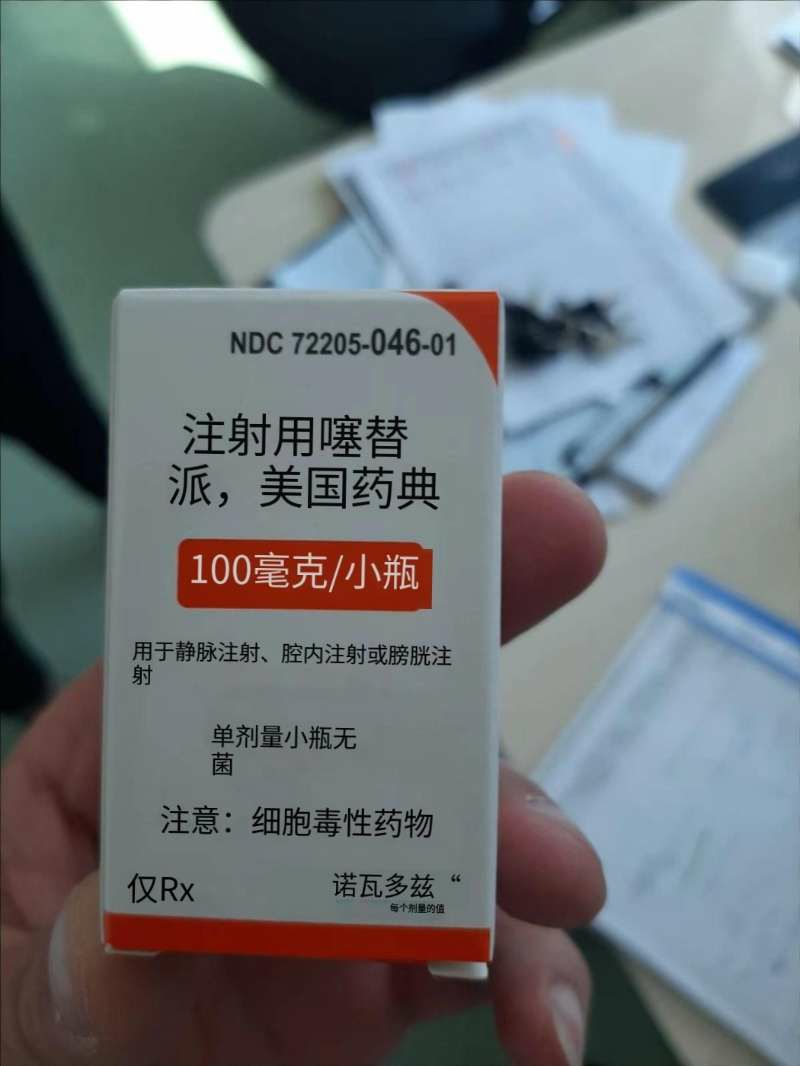 NDC 72205-046-01
注射用噻替
派，美国药典
100毫克/小瓶
用于静脉注射、腔内注射或膀胱注
射
单剂量小瓶无
菌
注意：细胞毒性药物
仅Rx
诺瓦多兹“
每个剂量的值